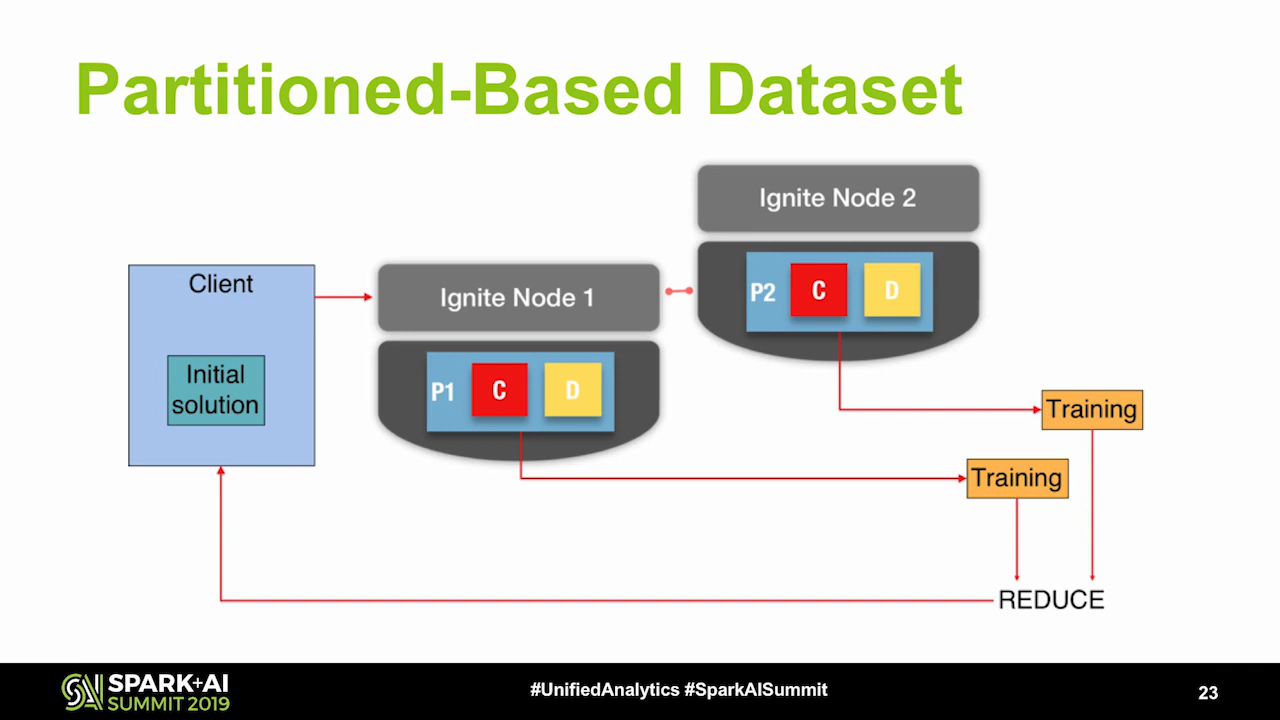 Partitioned-Based Dataset
Ignite Node 2
P2 C D
Client
Initial
solution
Ignite Node 1
P1 C D
Training
Training
REDUCE
SPARK+AI
SUMMIT 2019
#UnifiedAnalytics #SparkAISummit
23